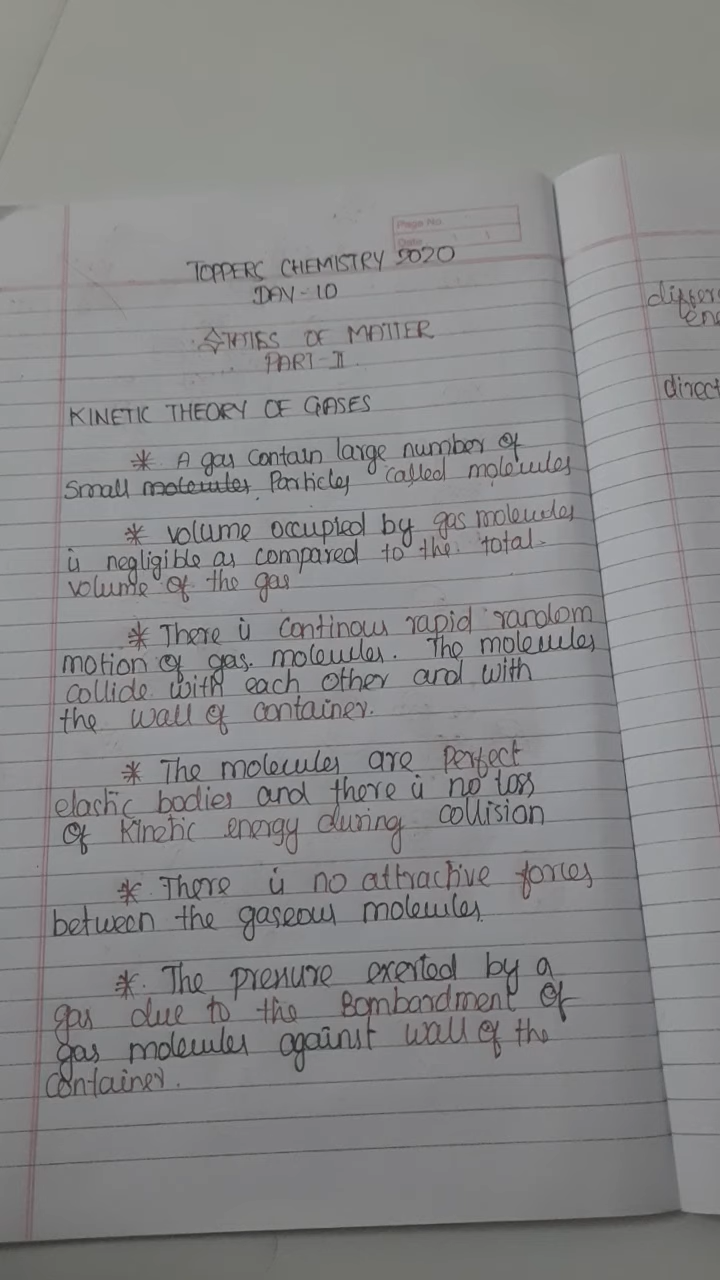 Page No.
Date
TOPPERS CHEMISTRY 2020
DAY-10
STATES OF MATTER
PART-II
KINETIC THEORY OF GASES
* A gas contain large number of
small molecules particles called molecules
* volume occupied by gas molecules
is negligible as compared to the total
volume of the gas
* There is continous rapid random
motion of gas. molecules. The molecules
collide with each other and with
the wall of container.
* The molecules are perfect
elastic bodies and there is no loss
of kinetic energy during collision
* There is no attractive forces
between the gaseous molecules
*. The pressure exerted by a
gas due to the Bombardment of
gas molecules against wall of the
container.
differ
direct